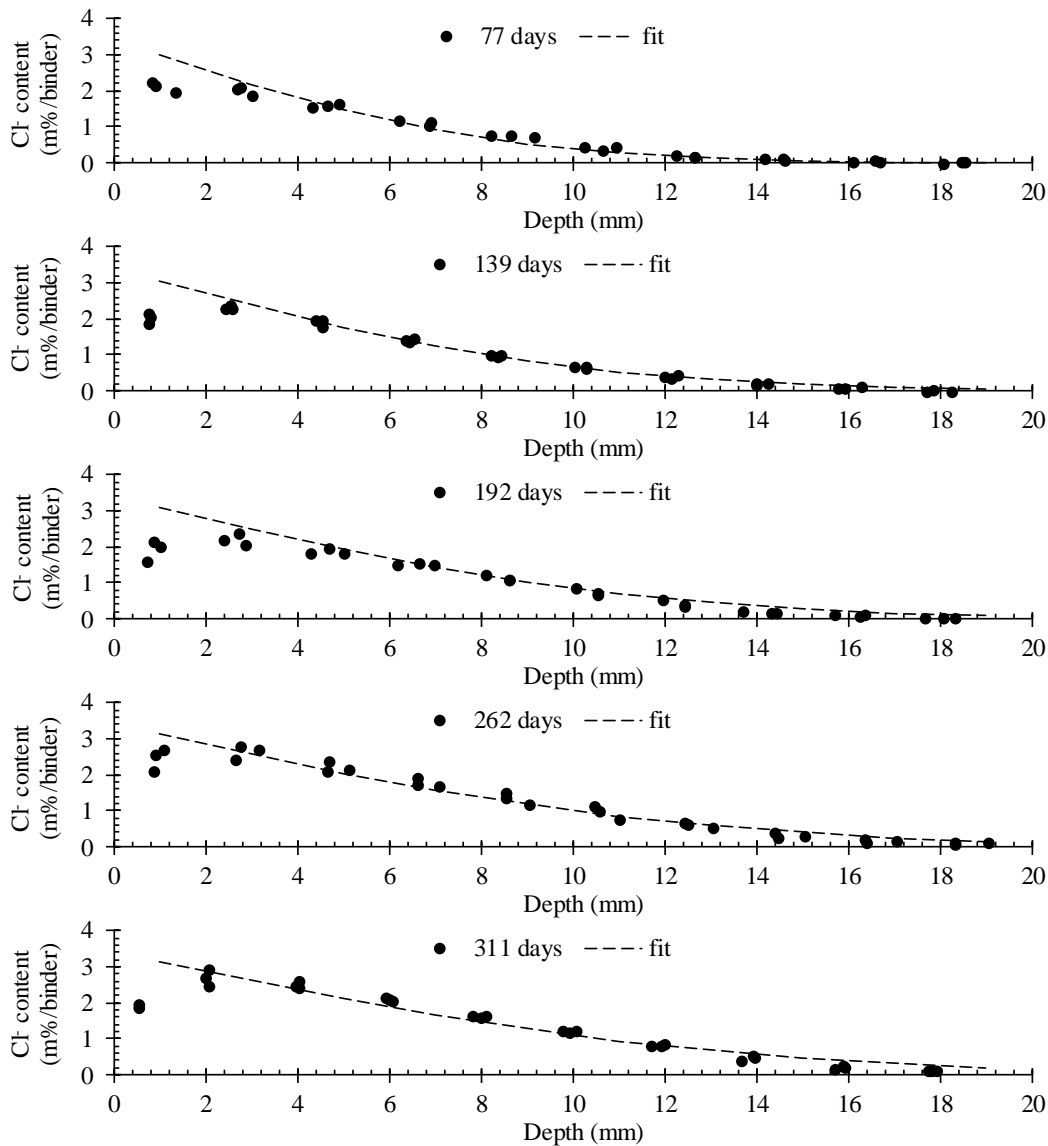 Cl- content
(m%/binder)
4
3
2
1
0
77 days fit
0 2 4 6 8 10 12 14 16 18 20
Depth (mm)
Cl- content
(m%/binder)
4
3
2
1
0
139 days fit
0 2 4 6 8 10 12 14 16 18 20
Depth (mm)
Cl- content
(m%/binder)
4
3
2
1
0
192 days fit
0 2 4 6 8 10 12 14 16 18 20
Depth (mm)
Cl- content
(m%/binder)
4
3
2
1
0
262 days fit
0 2 4 6 8 10 12 14 16 18 20
Depth (mm)
Cl- content
(m%/binder)
4
3
2
1
0
311 days fit
0 2 4 6 8 10 12 14 16 18 20
Depth (mm)